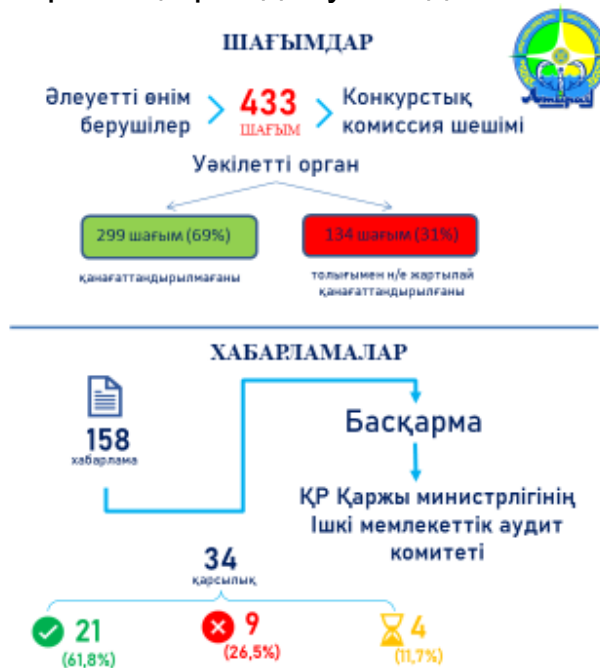 ШАҒЫМДАР
Әлеуетті өнім
берушілер
433
ШАҒЫМ
Конкурстық
комиссия шешімі
Уәкілетті орган
299 шағым (69%)
134 шағым (31%)
қанағаттандырылмағаны
толығымен н/е жартылай
қанағаттандырылғаны
ХАБАРЛАМАЛАР
158
хабарлама
Басқарма
ҚР Қаржы министрлігінің
Ішкі мемлекеттік аудит
комитеті
34
қарсылық
21
(61,8%)
9
(26,5%)
4
(11,7%)